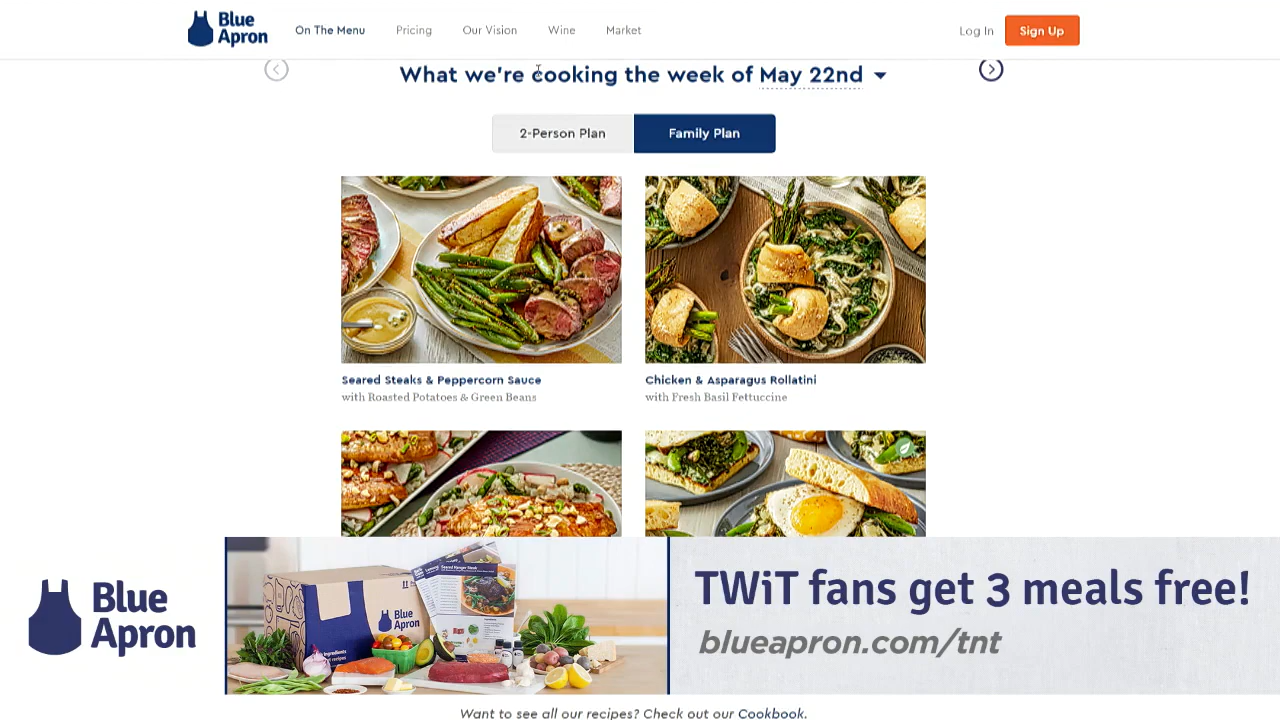 Blue Apron
On The Menu
Pricing
Our Vision
Wine
Market
Log In
Sign Up
What we're cooking the week of May 22nd
2-Person Plan
Family Plan
Seared Steaks & Peppercorn Sauce
with Roasted Potatoes & Green Beans
Chicken & Asparagus Rollatini
with Fresh Basil Fettuccine
Blue
Apron
Blue
Apron
TWiT fans get 3 meals free!
blueapron.com/tnt
Want to see all our recipes? Check out our Cookbook.